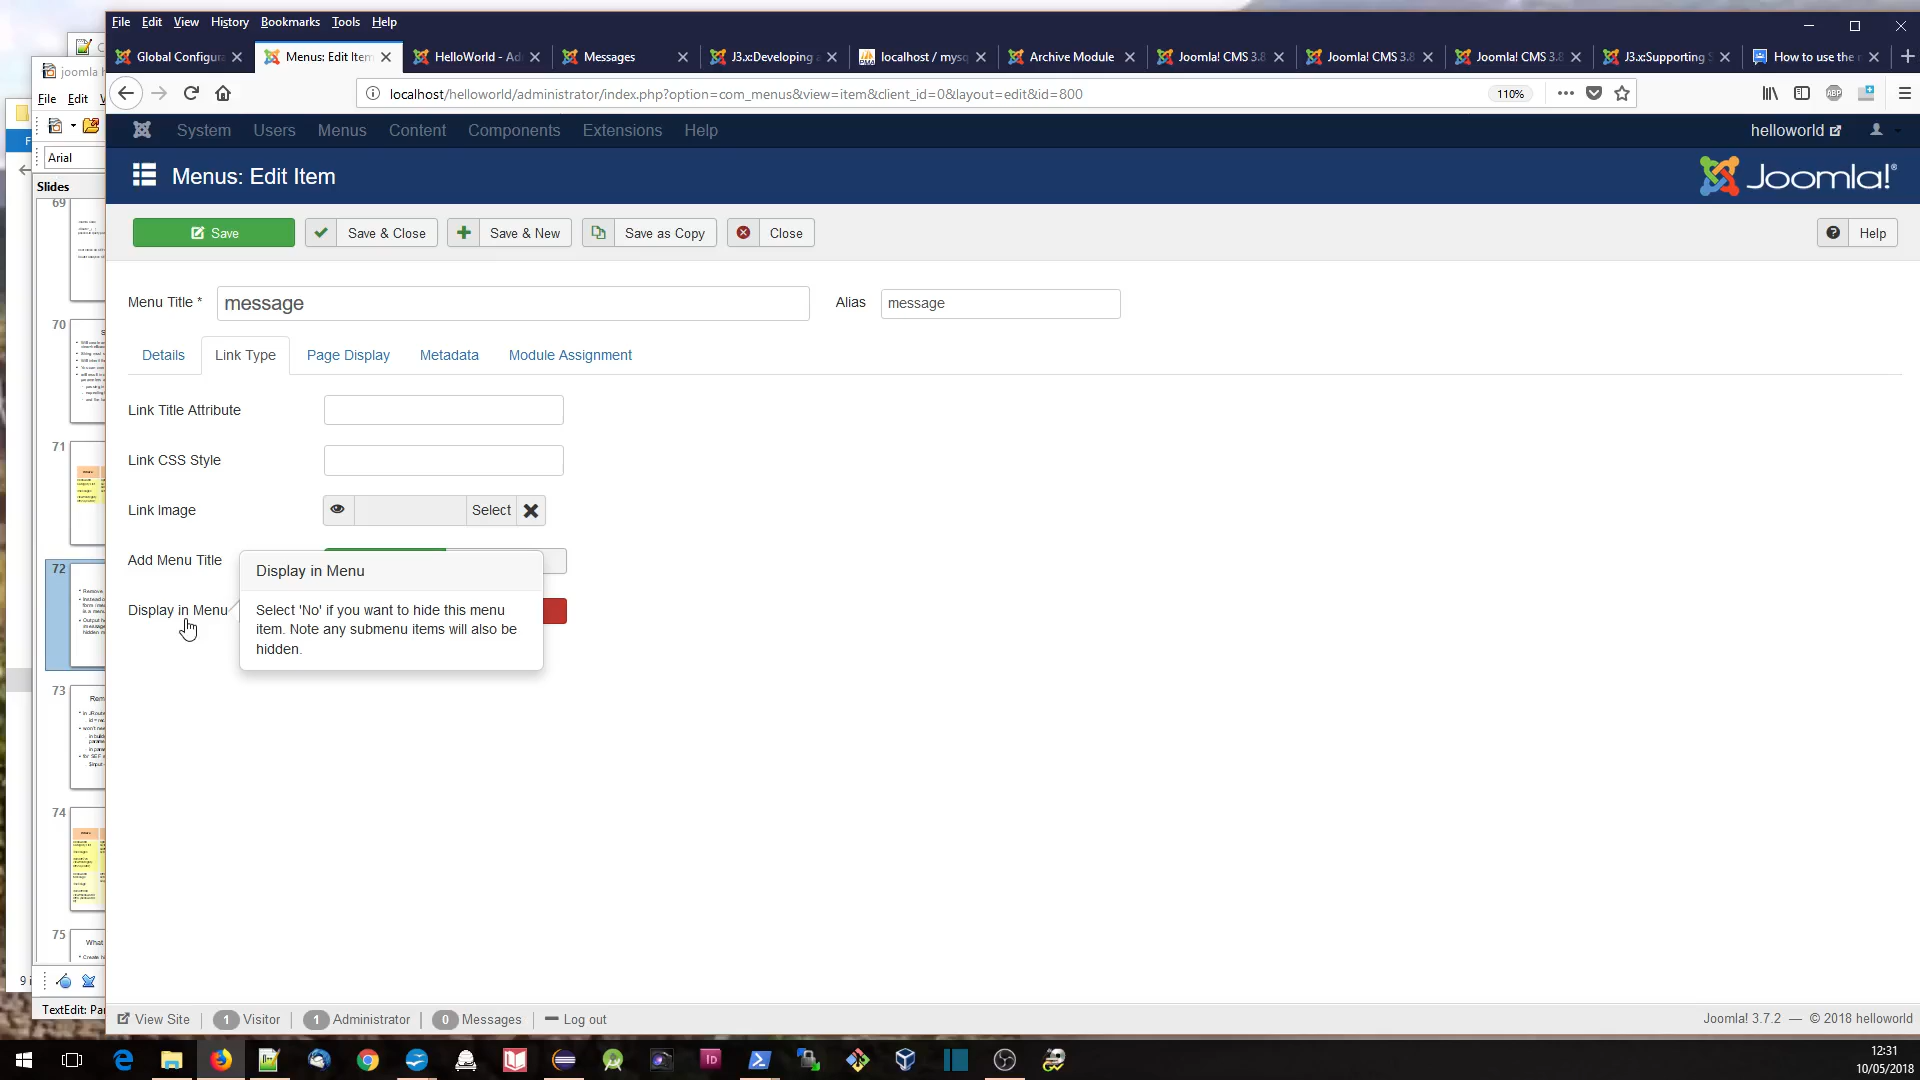 File Edit View History Bookmarks Tools Help
Global Configura
Menus: Edit Item
HelloWorld - Ad
Messages
J3.x:Developing a
localhost / mysq
Archive Module
Joomla! CMS 3.8
Joomla! CMS 3.8
Joomla! CMS 3.8
J3.x:Supporting S
How to use the r
localhost/helloworld/administrator/index.php?option=com_menus&view=item&client_id=0&layout=edit&id=800
110%
ABP
joomla
File Edit
Arial
Slides
System Users Menus Content Components Extensions Help
helloworld
Menus: Edit Item
Joomla!®
Save
Save & Close
Save & New
Save as Copy
Close
Help
Menu Title * message
Alias message
Details Link Type Page Display Metadata Module Assignment
Link Title Attribute
Link CSS Style
Link Image
Select
Add Menu Title
Display in Menu
Display in Menu
Select 'No' if you want to hide this menu
item. Note any submenu items will also be
hidden.
69
70
71
72
73
74
75
What
TextEdit: Par
View Site 1 Visitor 1 Administrator 0 Messages Log out
Joomla! 3.7.2 — © 2018 helloworld
12:31
10/05/2018